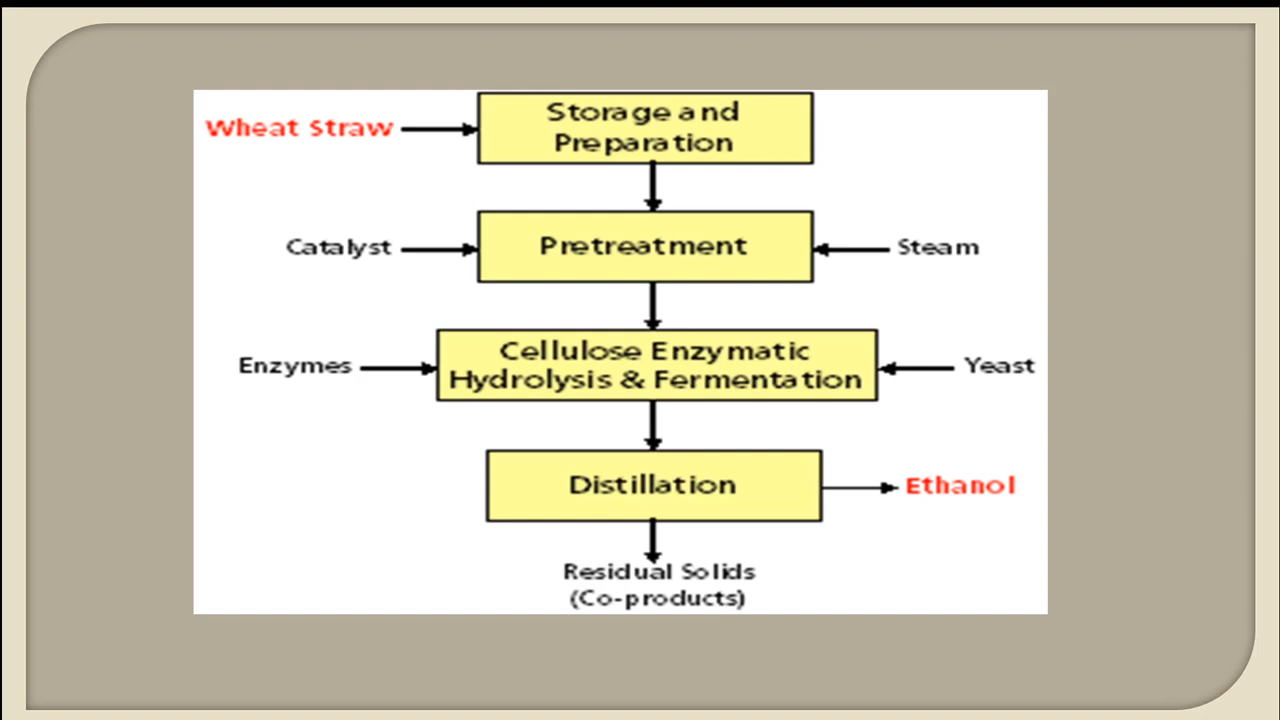 Storage and
Preparation
Wheat Straw
Catalyst
Pretreatment
Steam
Enzymes
Cellulose Enzymatic
Hydrolysis & Fermentation
Yeast
Distillation
Ethanol
Residual Solids
(Co-products)